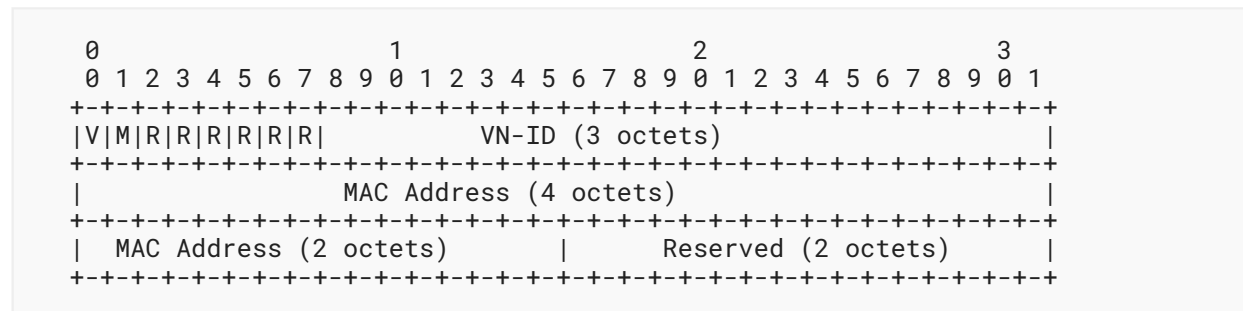 0                   1                   2                   3
 0 1 2 3 4 5 6 7 8 9 0 1 2 3 4 5 6 7 8 9 0 1 2 3 4 5 6 7 8 9 0 1
+-+-+-+-+-+-+-+-+-+-+-+-+-+-+-+-+-+-+-+-+-+-+-+-+-+-+-+-+-+-+-+-+
|V|M|R|R|R|R|R|R|          VN-ID (3 octets)                     |
+-+-+-+-+-+-+-+-+-+-+-+-+-+-+-+-+-+-+-+-+-+-+-+-+-+-+-+-+-+-+-+-+
|                 MAC Address (4 octets)                        |
+-+-+-+-+-+-+-+-+-+-+-+-+-+-+-+-+-+-+-+-+-+-+-+-+-+-+-+-+-+-+-+-+
|  MAC Address (2 octets)       |      Reserved (2 octets)      |
+-+-+-+-+-+-+-+-+-+-+-+-+-+-+-+-+-+-+-+-+-+-+-+-+-+-+-+-+-+-+-+-+